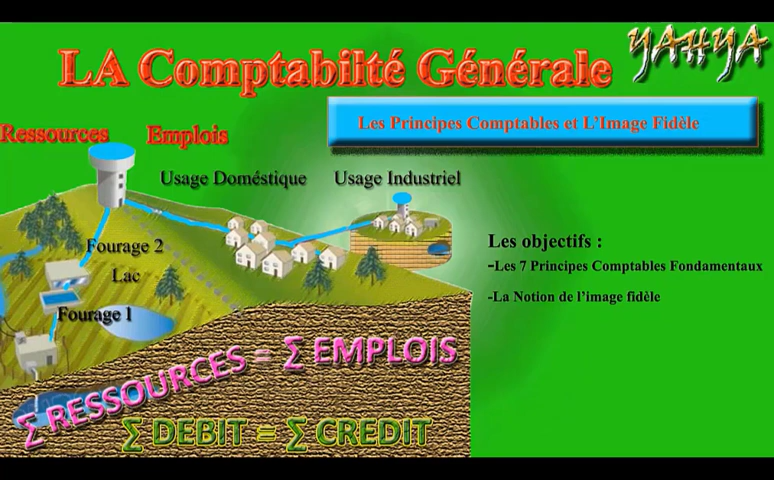 LA Comptabilté Générale
YAHYA
Les Principes Comptables et L'Image Fidèle
Ressources Emplois
Usage Doméstique Usage Industriel
Fourage 2
Lac
Fourage 1
Les objectifs :
-Les 7 Principes Comptables Fondamentaux
-La Notion de l'image fidèle
∑ RESSOURCES = ∑ EMPLOIS
∑ DEBIT = ∑ CREDIT